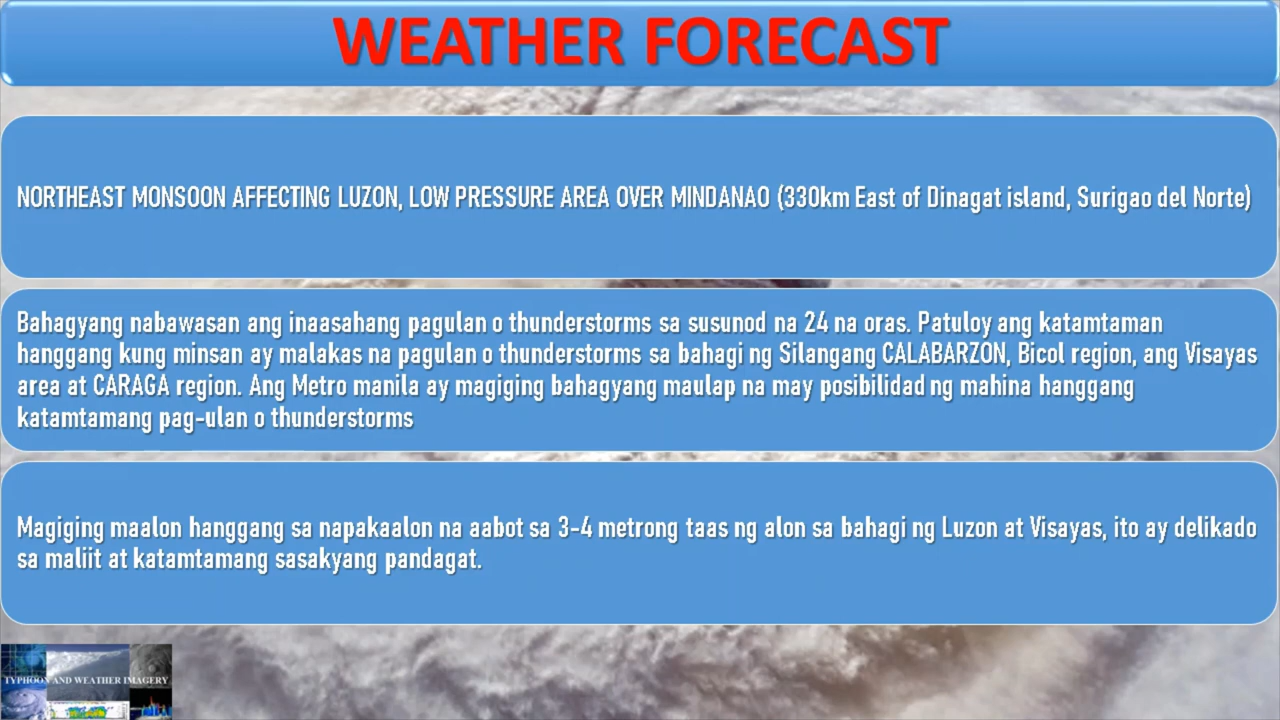 WEATHER FORECAST
NORTHEAST MONSOON AFFECTING LUZON, LOW PRESSURE AREA OVER MINDANAO (330km East of Dinagat island, Surigao del Norte)
Bahagyang nabawasan ang inaasahang pagulan o thunderstorms sa susunod na 24 na oras. Patuloy ang katamtaman
hanggang kung minsan ay malakas na pagulan o thunderstorms sa bahagi ng Silangang CALABARZON, Bicol region, ang Visayas
area at CARAGA region. Ang Metro manila ay magiging bahagyang maulap na may posibilidad ng mahina hanggang
katamtamang pag-ulan o thunderstorms
Magiging maalon hanggang sa napakaalon na aabot sa 3-4 metrong taas ng alon sa bahagi ng Luzon at Visayas, ito ay delikado
sa maliit at katamtamang sasakyang pandagat.
TYPHOON AND WEATHER IMAGERY